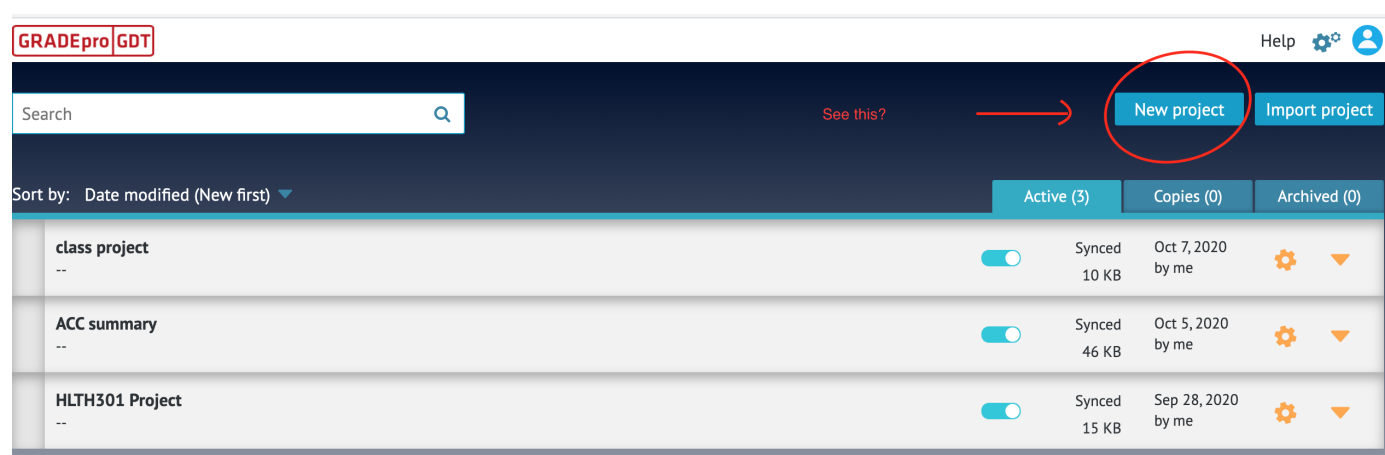 GRADEpro GDT
Help
Search
See this?
New project
Import project
Sort by: Date modified (New first)
Active (3)
Copies (0)
Archived (0)
class project
--
Synced
10 KB
Oct 7, 2020
by me
ACC summary
--
Synced
46 KB
Oct 5, 2020
by me
HLTH301 Project
--
Synced
15 KB
Sep 28, 2020
by me